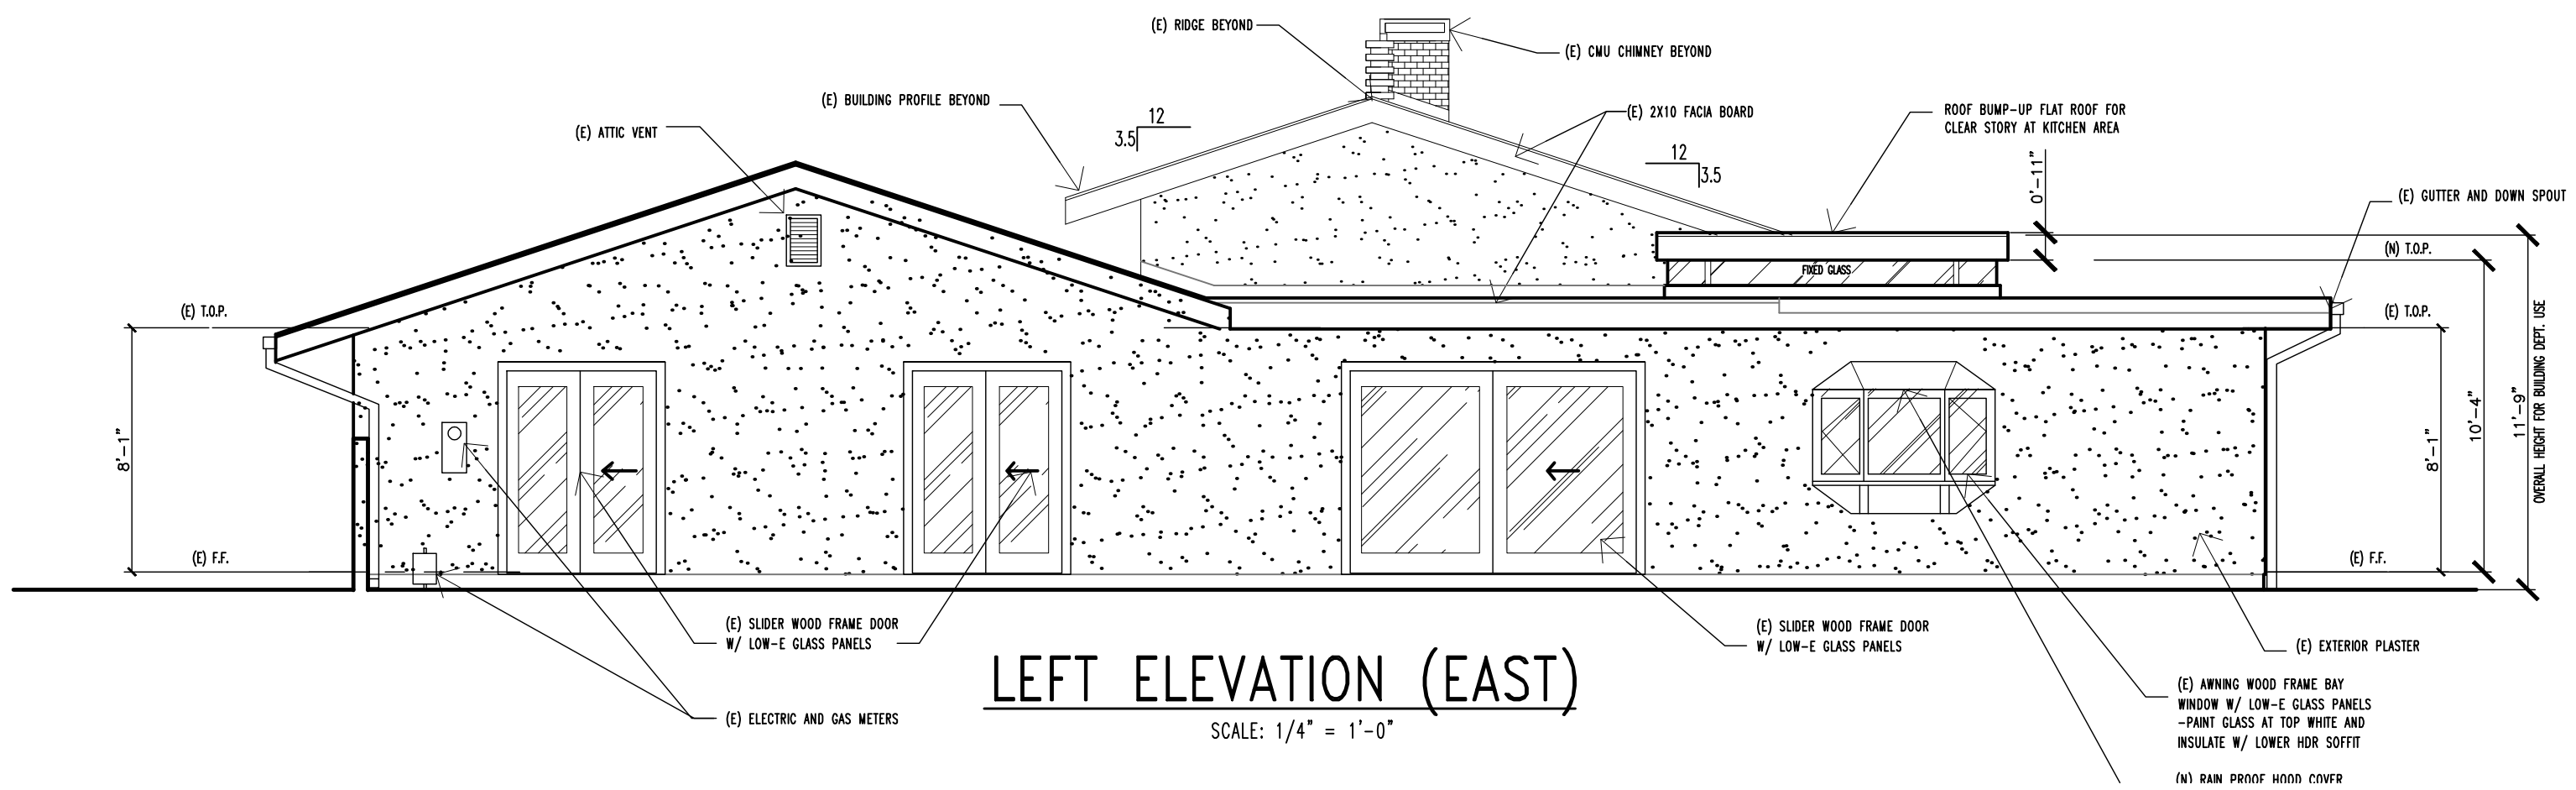 (E) RIDGE BEYOND
(E) CMU CHIMNEY BEYOND
(E) BUILDING PROFILE BEYOND
(E) ATTIC VENT
12
3.5
(E) 2X10 FACIA BOARD
12
3.5
ROOF BUMP-UP FLAT ROOF FOR
CLEAR STORY AT KITCHEN AREA
0'-11"
(E) GUTTER AND DOWN SPOUT
(N) T.O.P.
FIXED GLASS
(E) T.O.P.
(E) T.O.P.
8'-1"
8'-1"
10'-4"
11'-9"
OVERALL HEIGHT FOR BUILDING DEPT. USE
(E) F.F.
(E) F.F.
(E) SLIDER WOOD FRAME DOOR
W/ LOW-E GLASS PANELS
(E) SLIDER WOOD FRAME DOOR
W/ LOW-E GLASS PANELS
(E) EXTERIOR PLASTER
(E) ELECTRIC AND GAS METERS
LEFT ELEVATION (EAST)
SCALE: 1/4" = 1'-0"
(E) AWNING WOOD FRAME BAY
WINDOW W/ LOW-E GLASS PANELS
-PAINT GLASS AT TOP WHITE AND
INSULATE W/ LOWER HDR SOFFIT
(N) RAIN PROOF HOOD COVER